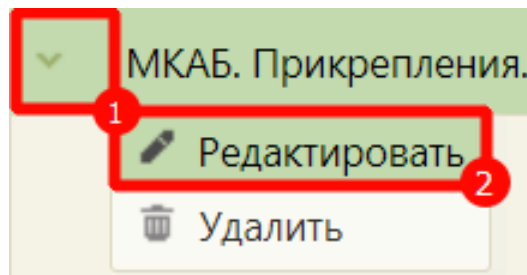 МКАБ. Прикрепления.
1
Редактировать
2
Удалить